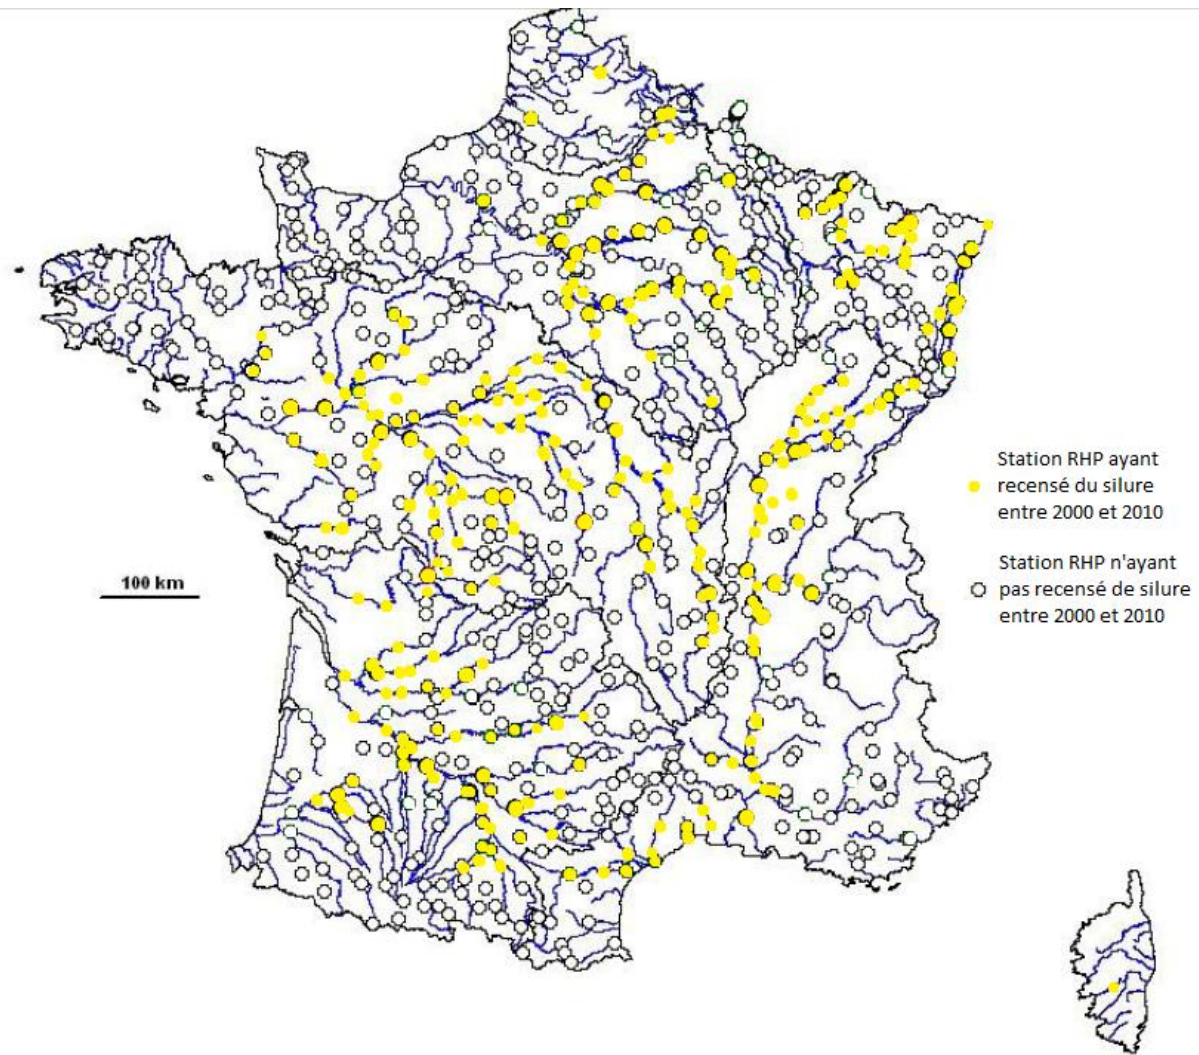 Station RHP ayant
recensé du silure
entre 2000 et 2010
Station RHP n'ayant
pas recensé de silure
entre 2000 et 2010
100 km